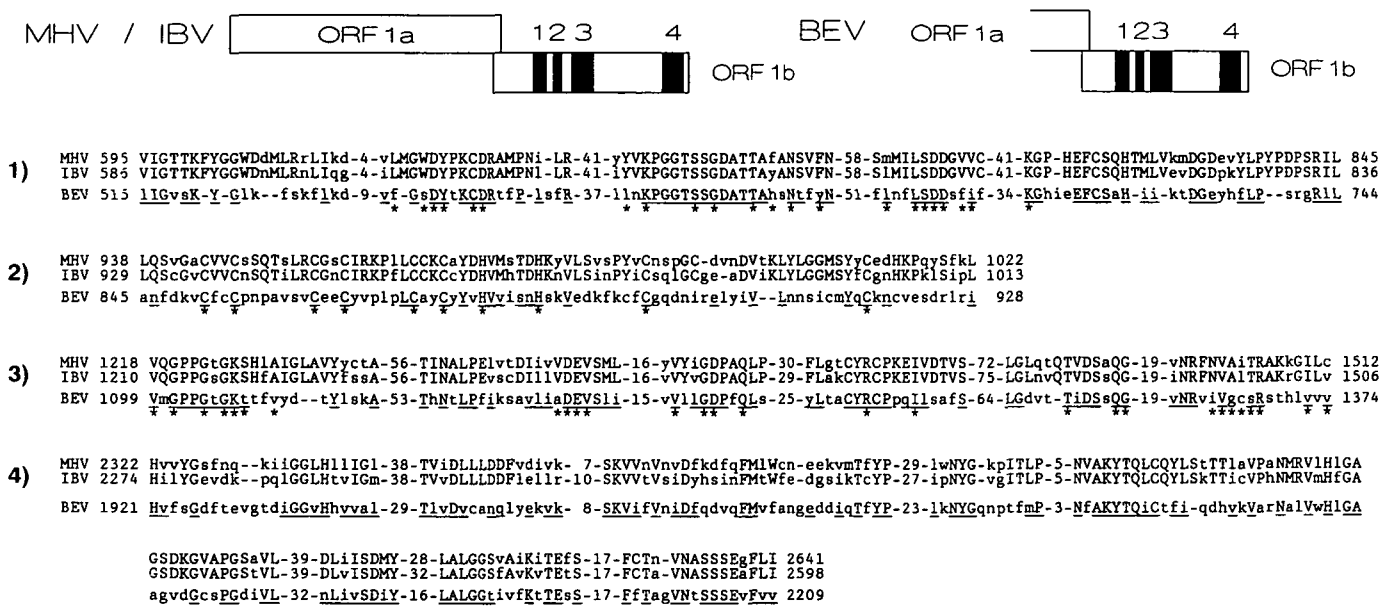 MHV / IBV ORF 1a 1 2 3 4 ORF 1b
BEV ORF 1a 1 2 3 4 ORF 1b
1)
MHV 595 VIGTTKFYGGWDdMLRrLIkd-4-vLMGWDYPKCDRAMPNi-LR-41-yYVKPGGTSSGDATTAfANSVFN-58-SmMILSDDGVVC-41-KGP-HEFCSQHTMLVkmDGDevYLPYPDPSRIL 845
IBV 586 VIGTTKFYGGWDnMLRnLIqg-4-iLMGWDYPKCDRAMPNl-LR-41-yYVKPGGTSSGDATTAyANSVFN-58-SlMILSDDGVVC-41-KGP-HEFCSQHTMLVevDGDpkYLPYPDPSRIL 836
BEV 515 lIGvsK-Y-Glk--fskflkd-9-vf-GsDYtKCDRtfP-lsfR-37-llnKPGGTSSGDATTAhsNtfyN-51-flnfLSDDsfif-34-KGhieEFCSaH-ii-ktDGeyhfLP--srgRlL 744
* *** ** * * * * * **** ** *
2)
MHV 938 LQSvGaCVVCsSQTsLRCGsCIRKPlLCCKCaYDHVMsTDHKyVLSvsPYvCnspGC-dvnDVtKLYLGGMSYyCedHKPqySfkL 1022
IBV 929 LQScGvCVVCnSQTiLRCGnCIRKPfLCCKCcYDHVMhTDHKnVLSinPYiCsqlGCge-aDViKLYLGGMSYfCgnHKPklSipL 1013
BEV 845 anfdkvCfcCpnpavsvCeeCyvplpLCayCyYvHVvisnHskVedkfkcfCgqdnirelyiV--LnnsicmYqCkncvesdrlri 928
* * * * * * * * * *
3)
MHV 1218 VQGPPGtGKSHlAIGLAVYyctA-56-TINALPElvtDIivVDEVSML-16-yVYiGDPAQLP-30-FLgtCYRCPKEIVDTVS-72-LGLqtQTVDSaQG-19-vNRFNVAiTRAKkGILc 1512
IBV 1210 VQGPPGsGKSHfAIGLAVYfssA-56-TINALPEvscDIllVDEVSML-16-vVYvGDPAQLP-29-FLakCYRCPKEIVDTVS-75-LGLnvQTVDSsQG-19-iNRFNVAlTRAKrGILv 1506
BEV 1099 VmGPPGtGKttfvyd--tYlskA-53-ThNtLPfiksavliaDEVSli-15-vVllGDPfQLs-25-yLtaCYRCPpqIlsafS-64-LGdvt-TiDSsQG-19-vNRviVgcsRsthlvvv 1374
* * * *** * **** * ** * * * * ** ****** * *
4)
MHV 2322 HvvYGsfnq--kiiGGLHlLIGl-38-TViDLLLDDFvdivk- 7-SKVVnVnvDfkdfqFMlWcn-eekvmTfYP-29-lwNYG-kpITLP-5-NVAKYTQLCQYLStTTlaVPaNMRVlHlGA
IBV 2274 HilYGevdk--pqlGGLHtvIGm-38-TVvDLLLDDFlellr-10-SKVVtVsiDyhsinFMtWfe-dgsikTcYP-27-ipNYG-vgITLP-5-NVAKYTQLCQYLSkTTicVPhNMRVmHfGA
BEV 1921 HvfsGdftevgtdiGGvHhvval-29-TlvDvcanqlyekvk- 8-SKVifVniDFqdvqFMvfangeddiqTfYP-23-lkNYGqnptfmP-3-NfAKYTQiCtfi-qdhvkVarNalVwHlGA
GSDKGVAPGSaVL-39-DLiISDMY-28-LALGGSvAiKiTEfS-17-FCTn-VNASSSEgFLI 2641
GSDKGVAPGStVL-39-DLvISDMY-32-LALGGSfAvKvTEtS-17-FCTa-VNASSSEaFLI 2598
agvdGcsPGdiVL-32-nLivSDiY-16-LALGGtivfKtTEsS-17-FfTagVNtSSSEvFvv 2209